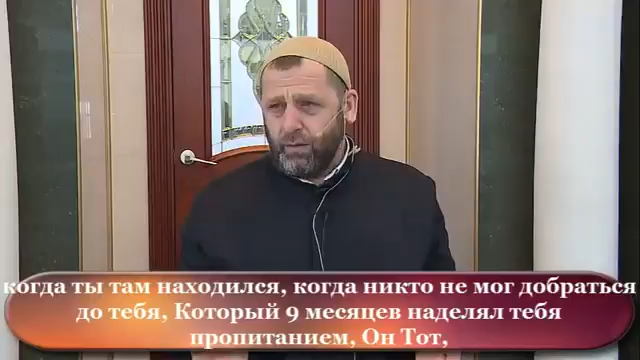 когда ты там находился, когда никто не мог добраться
до тебя, Который 9 месяцев наделял тебя
пропитанием, Он Тот,